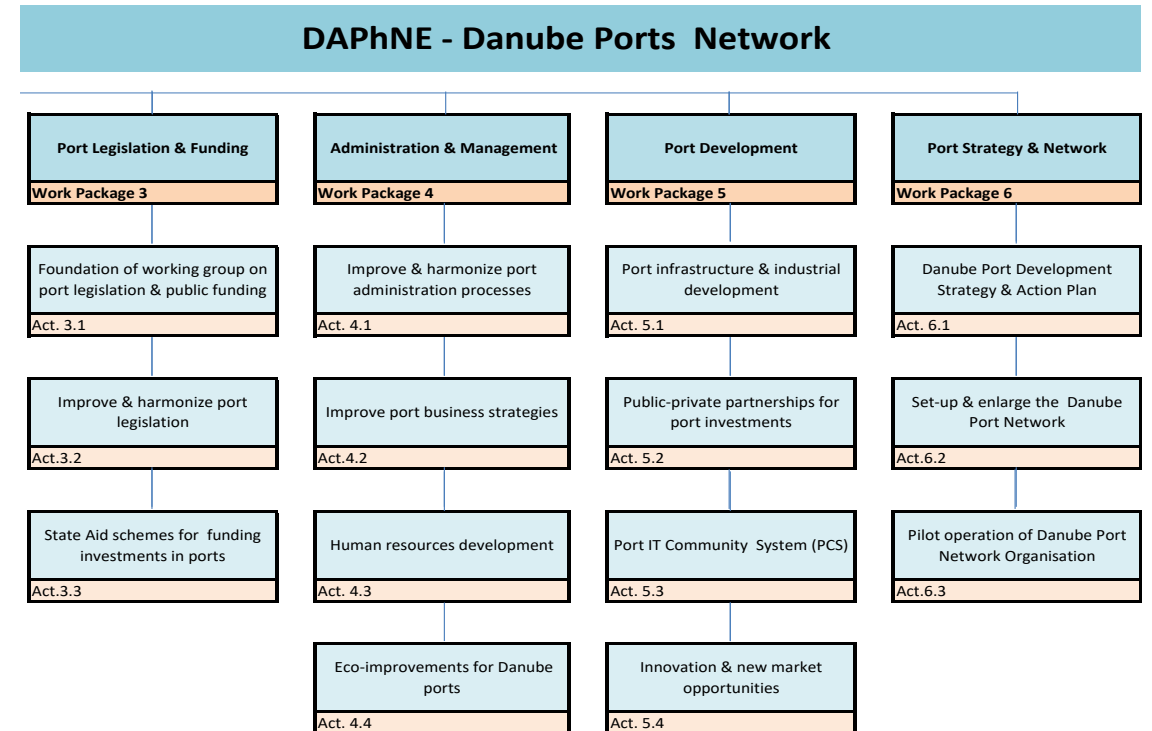 DAPhNE - Danube Ports  Network
Port Legislation & Funding
Work Package 3
Administration & Management
Work Package 4
Port Development
Work Package 5
Port Strategy & Network
Work Package 6
Foundation of working group on
port legislation & public funding
Act. 3.1
Improve & harmonize port
administration processes
Act. 4.1
Port infrastructure & industrial
development
Act. 5.1
Danube Port Development
Strategy & Action Plan
Act. 6.1
Improve & harmonize port
legislation
Act.3.2
Improve port business strategies
Act.4.2
Public-private partnerships for
port investments
Act. 5.2
Set-up & enlarge the  Danube
Port Network
Act.6.2
State Aid schemes for  funding
investments in ports
Act.3.3
Human resources development
Act. 4.3
Port IT Community  System (PCS)
Act. 5.3
Pilot operation of Danube Port
Network Organisation
Act.6.3
Eco-improvements for Danube
ports
Act. 4.4
Innovation & new market
opportunities
Act. 5.4